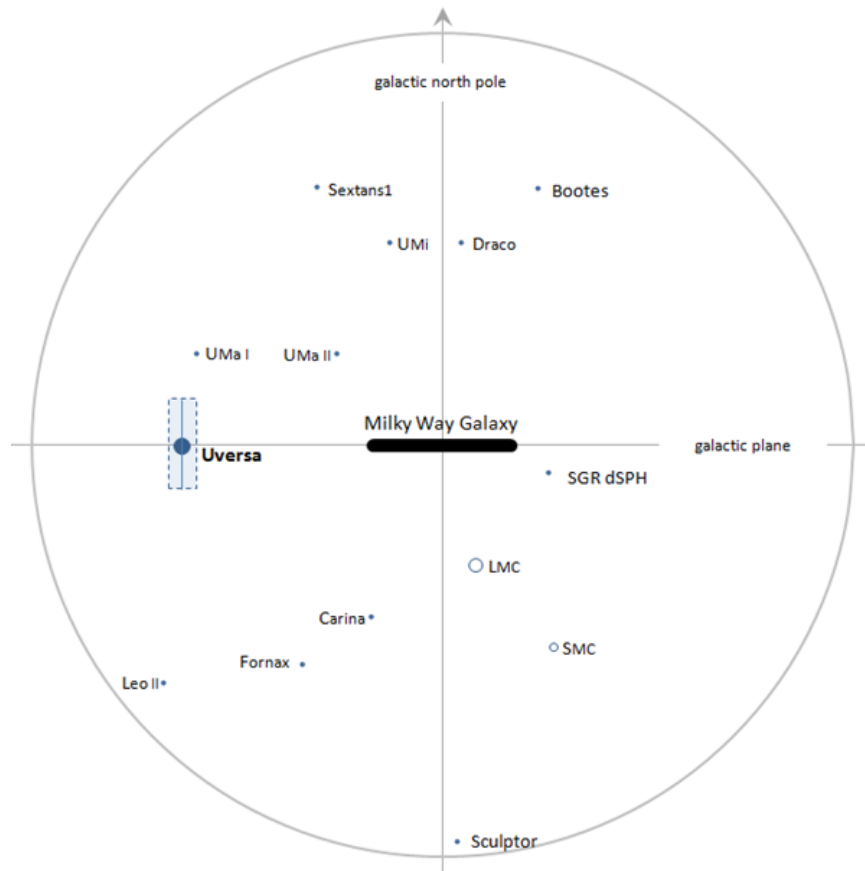 galactic north pole
Sextans1
Bootes
UMi
Draco
UMa I
UMa II
Milky Way Galaxy
Uversa
galactic plane
SGR dSPH
LMC
Carina
SMC
Fornax
Leo II
Sculptor